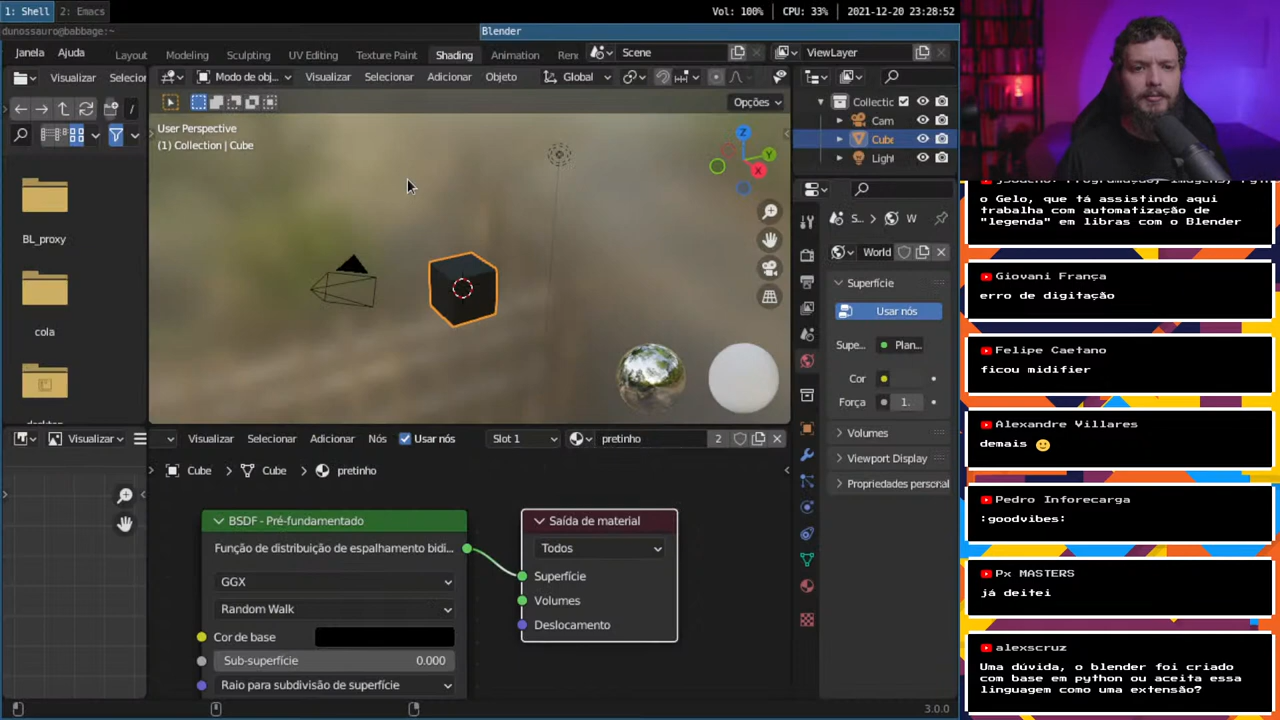 1: Shell
2: Emacs
Vol: 100%
CPU: 33%
2021-12-20 23:28:52
dunossauro@babbage:~
Blender
Janela
Ajuda
Layout
Modeling
Sculpting
UV Editing
Texture Paint
Shading
Animation
Ren
Scene
ViewLayer
Visualizar
Selecior
Modo de obj...
Visualizar
Selecionar
Adicionar
Objeto
Global
Opções
User Perspective
(1) Collection | Cube
Z
Y
X
BL_proxy
cola
Collectic
Cam
Cube
Light
S...
W
World
Superfície
Usar nós
Supe...
Plan...
Cor
Força
1.
Volumes
Viewport Display
Propriedades personal
Visualizar
Visualizar
Selecionar
Adicionar
Nós
Usar nós
Slot 1
pretinho
2
Cube
Cube
pretinho
BSDF - Pré-fundamentado
Função de distribuição de espalhamento bidi...
GGX
Random Walk
Cor de base
Sub-superfície
0.000
Raio para subdivisão de superfície
Saída de material
Todos
Superfície
Volumes
Deslocamento
3.0.0
o Gelo, que tá assistindo aqui
trabalha com automatização de
"legenda" em libras com o Blender
Giovani França
erro de digitação
Felipe Caetano
ficou midifier
Alexandre Villares
demais 🙂
Pedro Inforecarga
:goodvibes:
Px MASTERS
já deitei
alexscruz
Uma dúvida, o blender foi criado
com base em python ou aceita essa
linguagem como uma extensão?